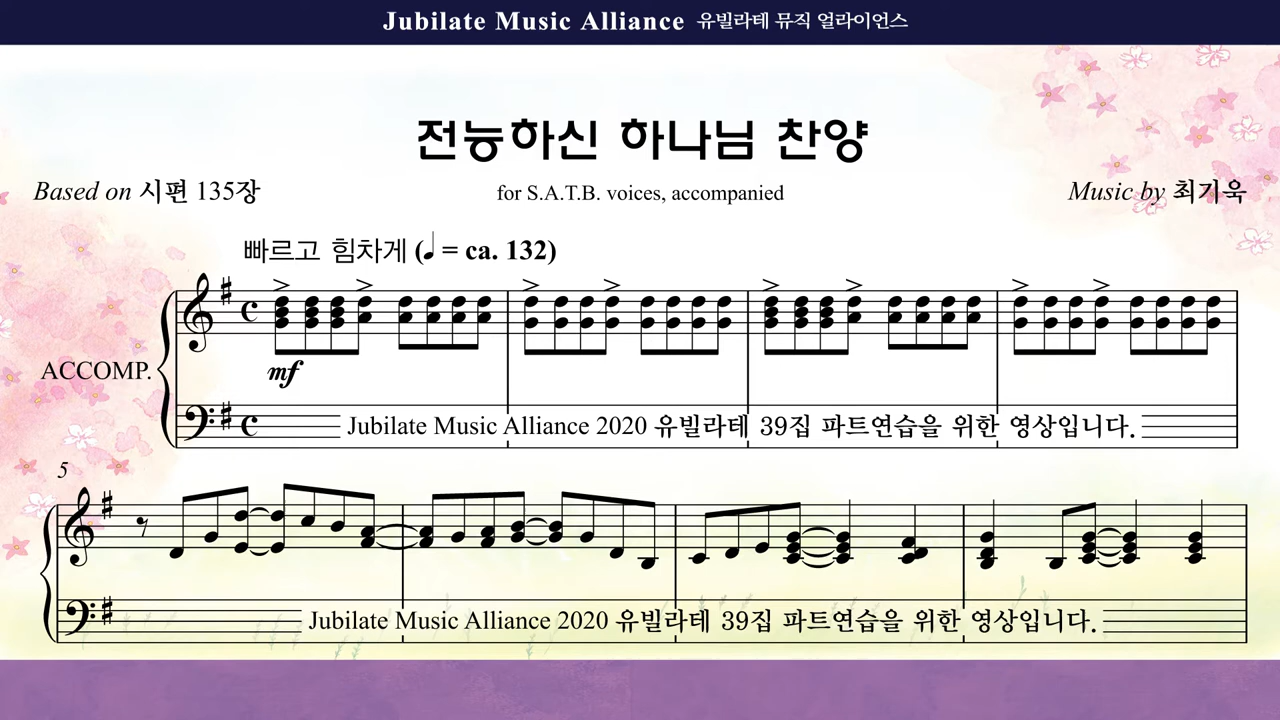 Jubilate Music Alliance 유빌라테 뮤직 얼라이언스
전능하신 하나님 찬양
Based on 시편 135장
for S.A.T.B. voices, accompanied
Music by 최기욱
빠르고 힘차게 (♩ = ca. 132)
ACCOMP.
mf
Jubilate Music Alliance 2020 유빌라테 39집 파트연습을 위한 영상입니다.
5
Jubilate Music Alliance 2020 유빌라테 39집 파트연습을 위한 영상입니다.